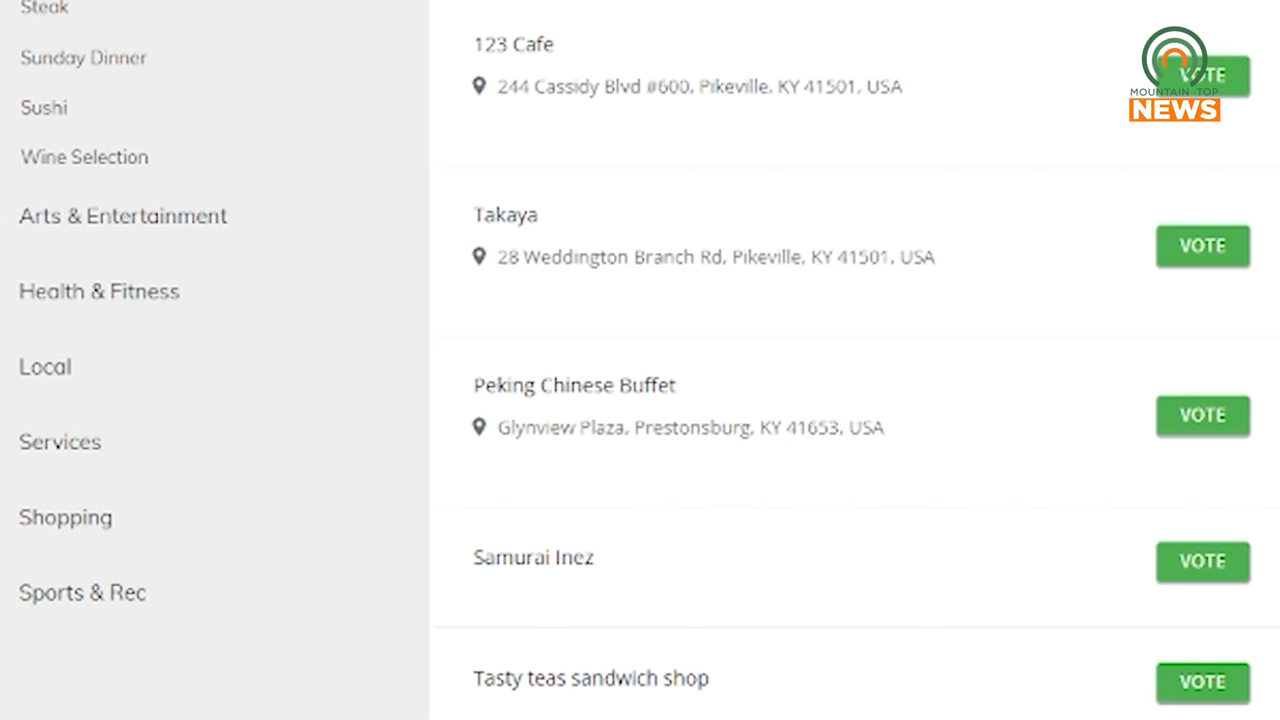 Steak
Sunday Dinner
Sushi
Wine Selection
Arts & Entertainment
Health & Fitness
Local
Services
Shopping
Sports & Rec
123 Cafe
244 Cassidy Blvd #600, Pikeville, KY 41501, USA
VOTE
Takaya
28 Weddington Branch Rd, Pikeville, KY 41501, USA
VOTE
Peking Chinese Buffet
Glynview Plaza, Prestonsburg, KY 41653, USA
VOTE
Samurai Inez
VOTE
Tasty teas sandwich shop
VOTE
MOUNTAIN TOP
NEWS